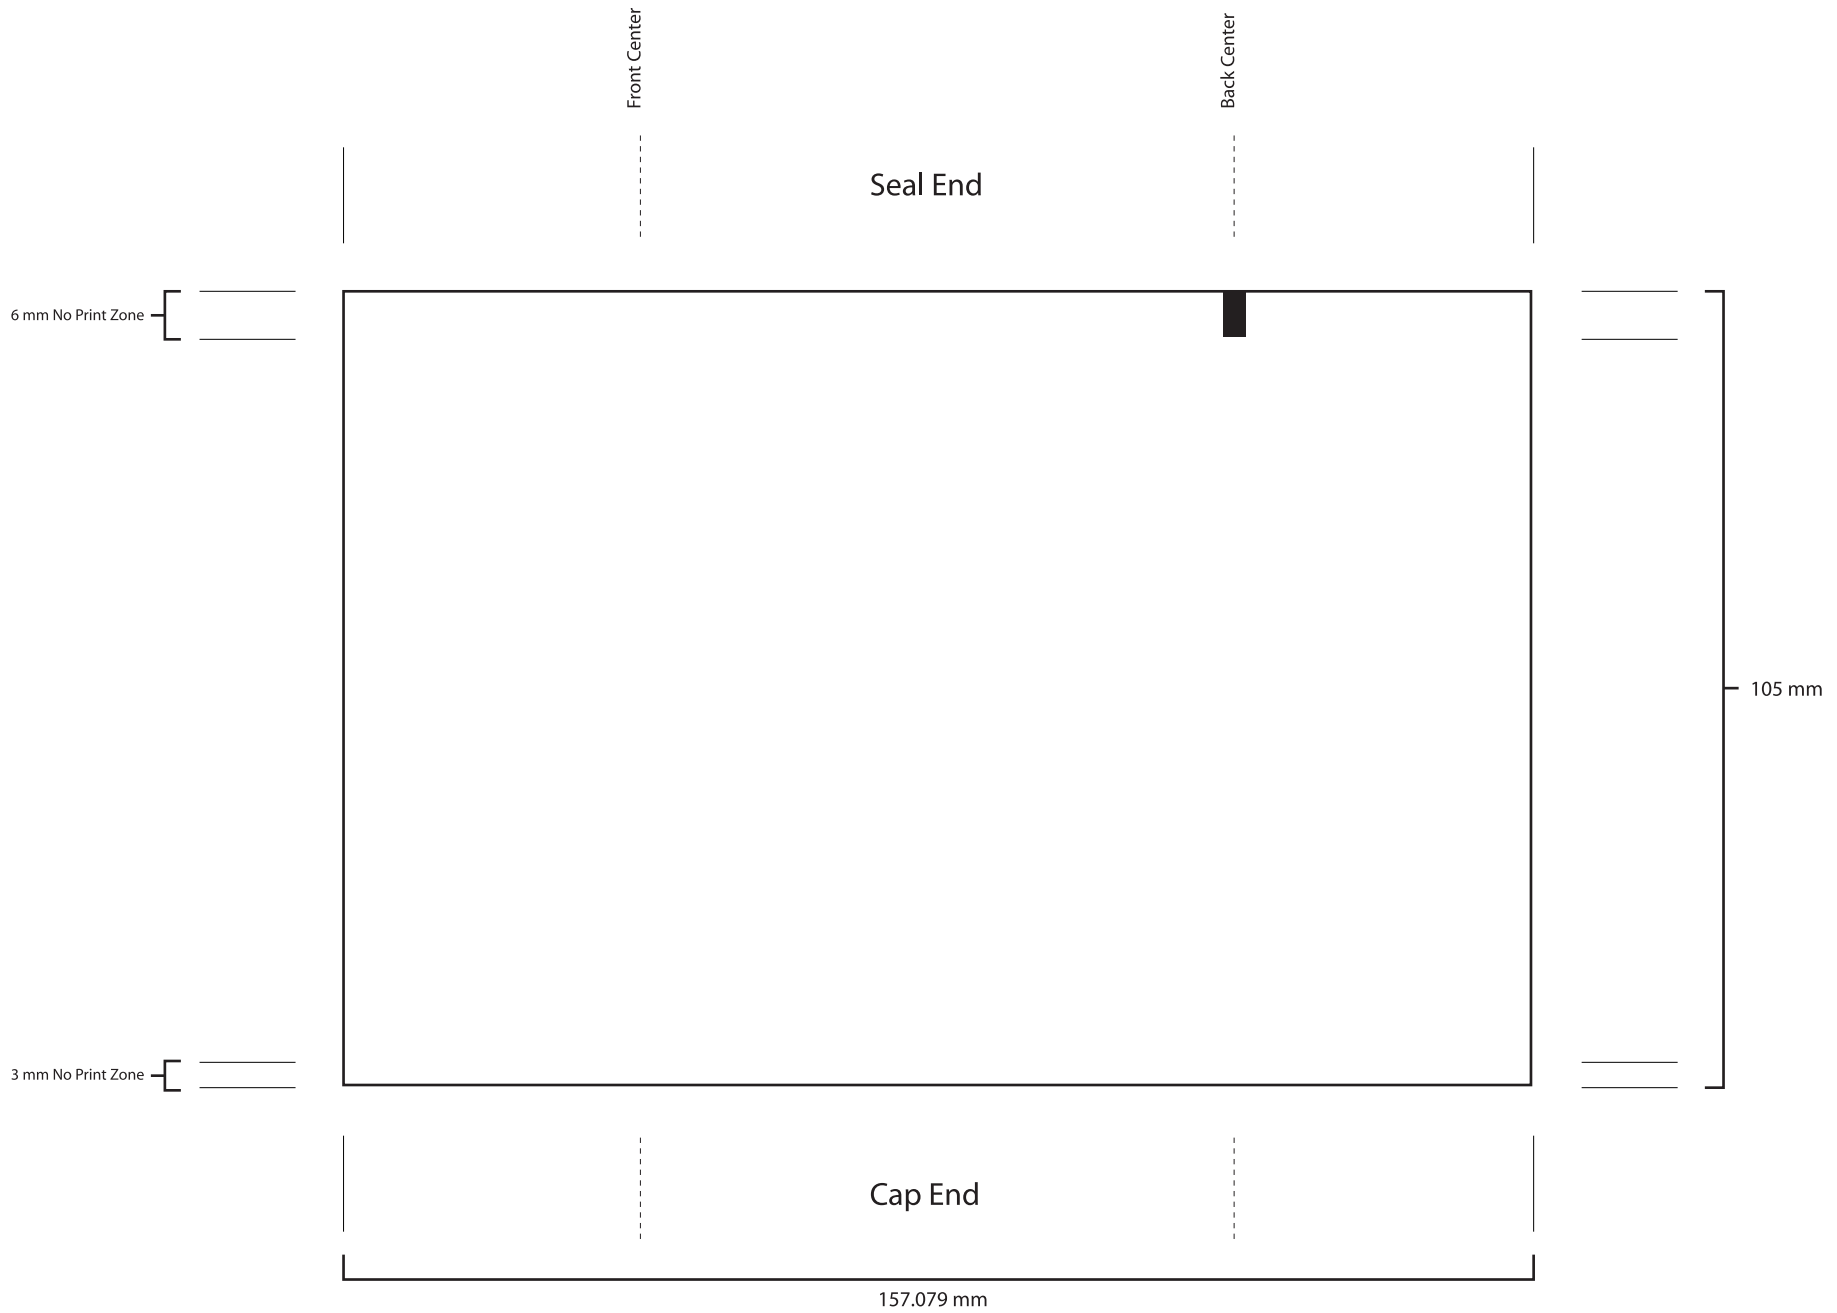 Front Center
Back Center
Seal End
6 mm No Print Zone
105 mm
3 mm No Print Zone
Cap End
157.079 mm